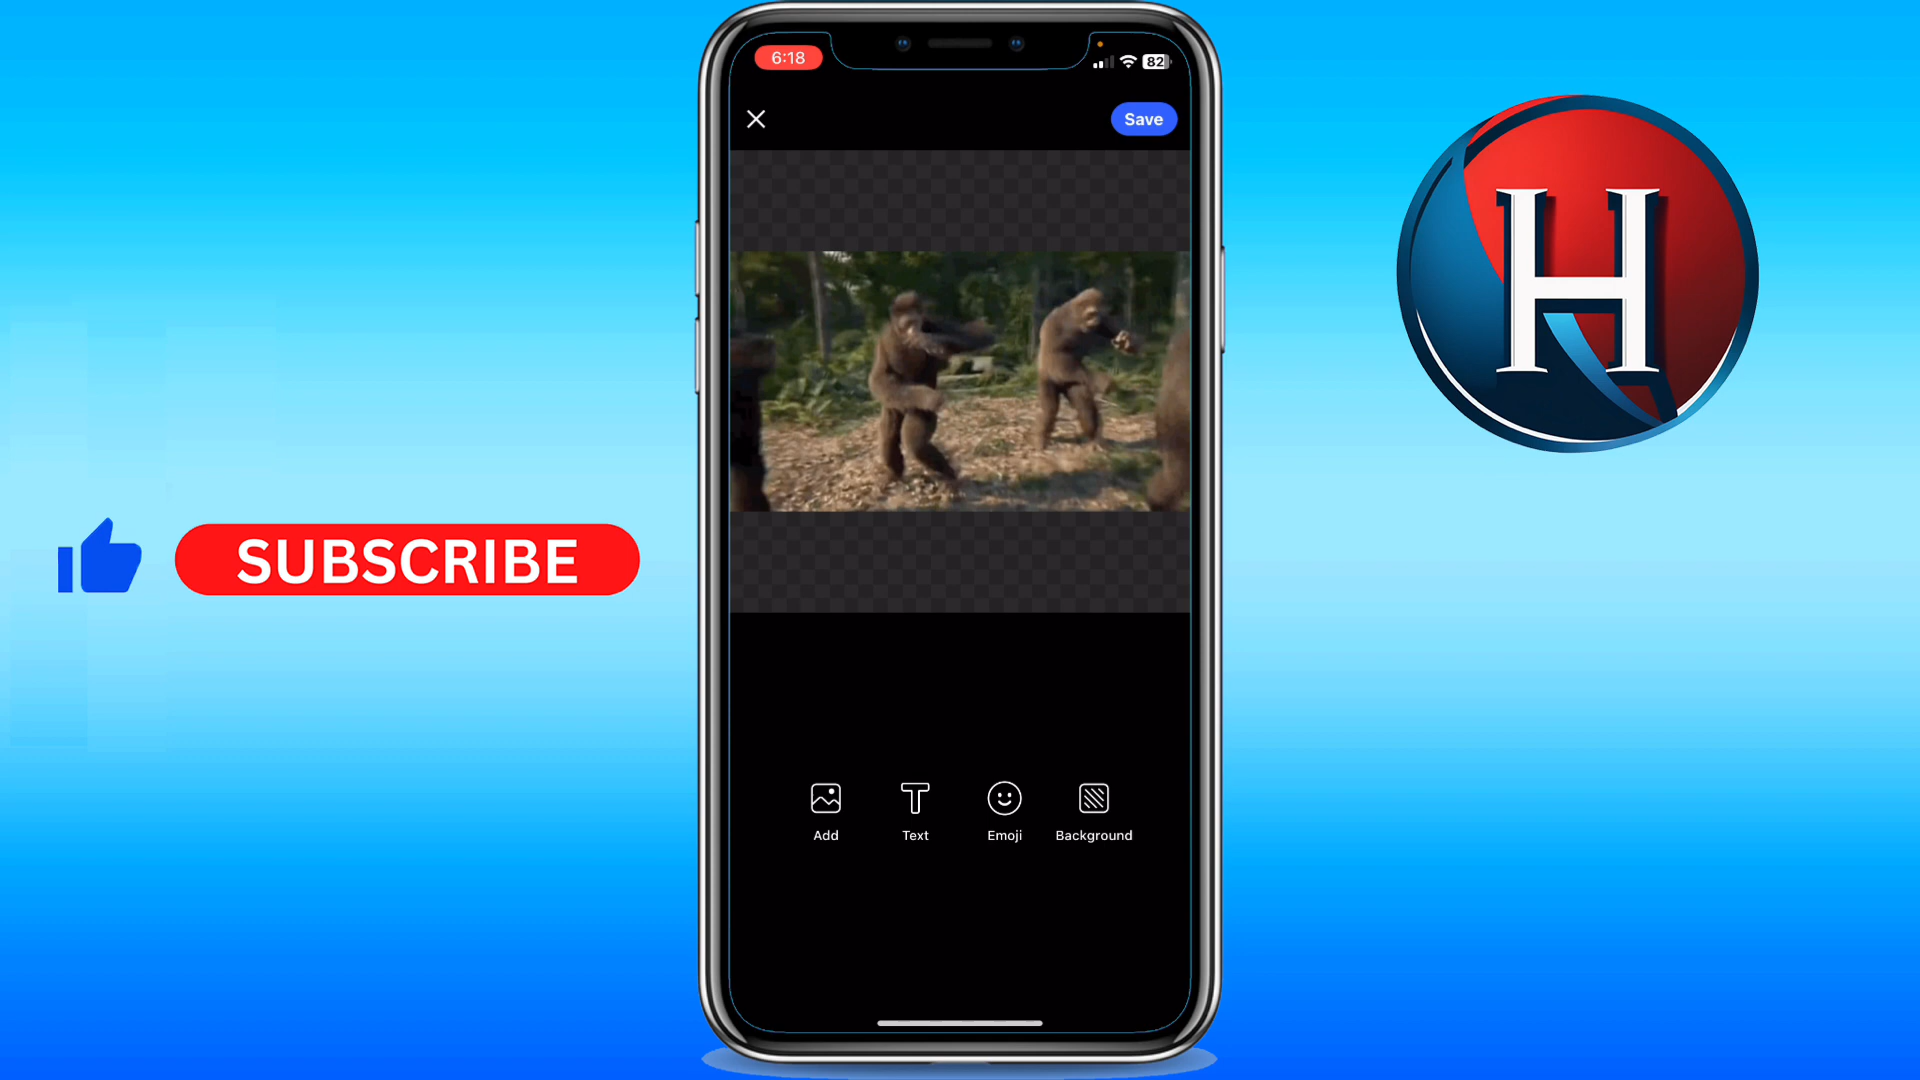 6:18
82
Save
SUBSCRIBE
H
Add
Text
Emoji
Background